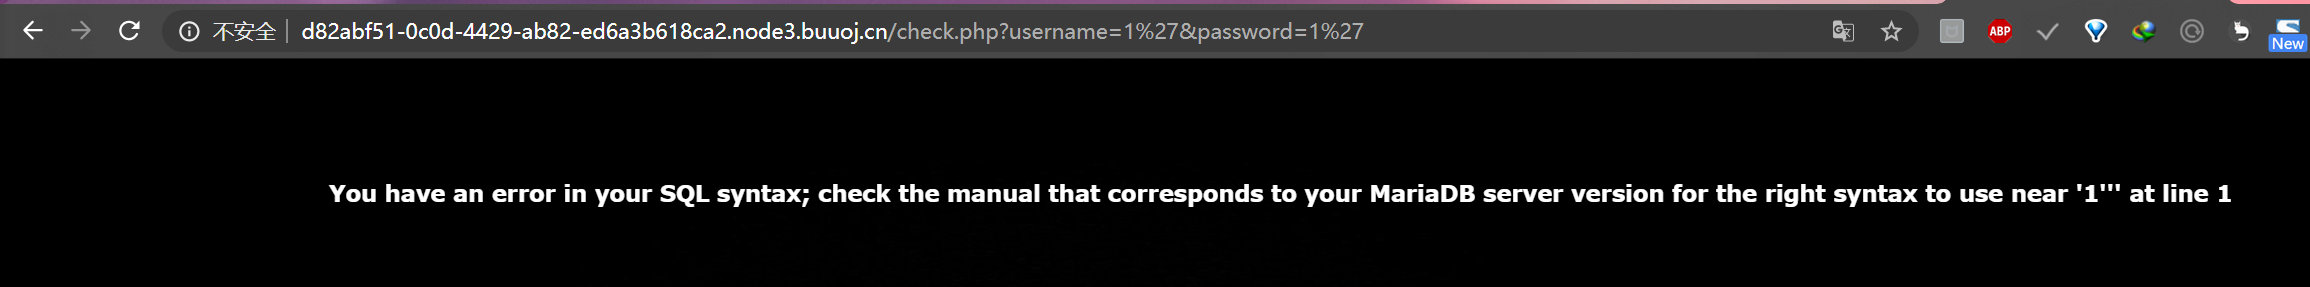 不安全 d82abf51-0c0d-4429-ab82-ed6a3b618ca2.node3.buuoj.cn/check.php?username=1%27&password=1%27
ABP
New
You have an error in your SQL syntax; check the manual that corresponds to your MariaDB server version for the right syntax to use near '1''' at line 1